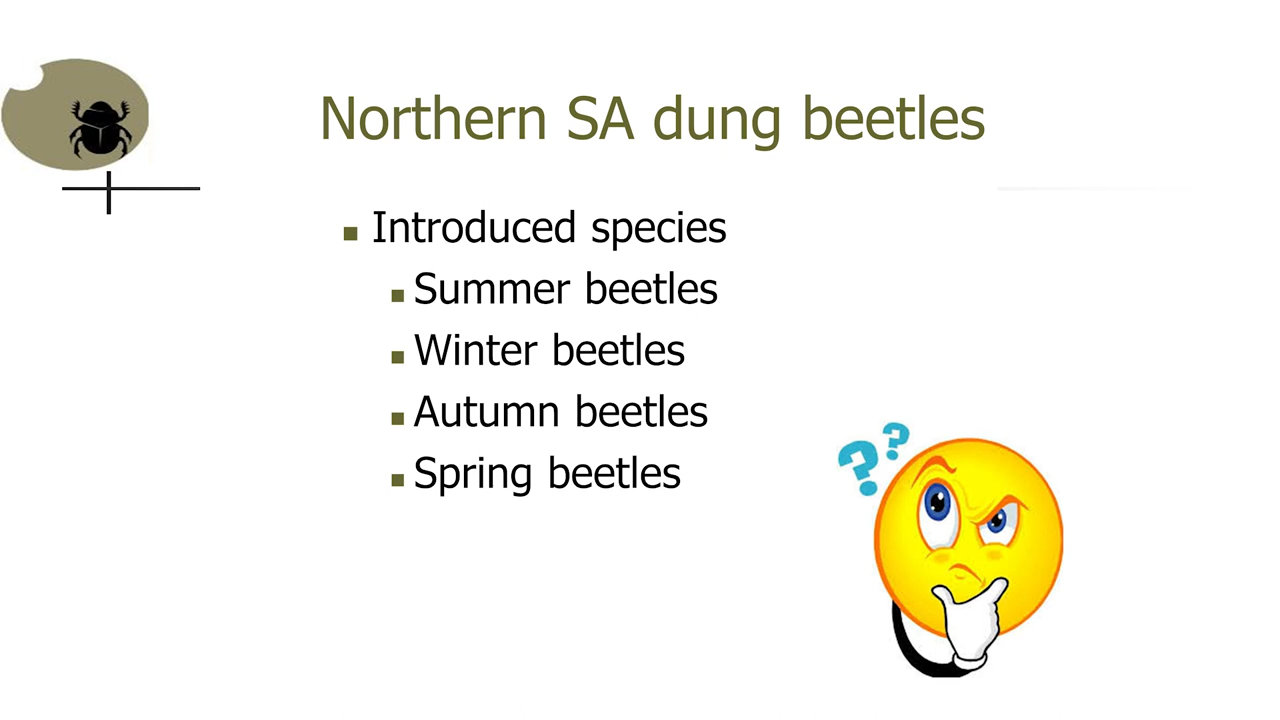 Northern SA dung beetles
Introduced species
Summer beetles
Winter beetles
Autumn beetles
Spring beetles
??